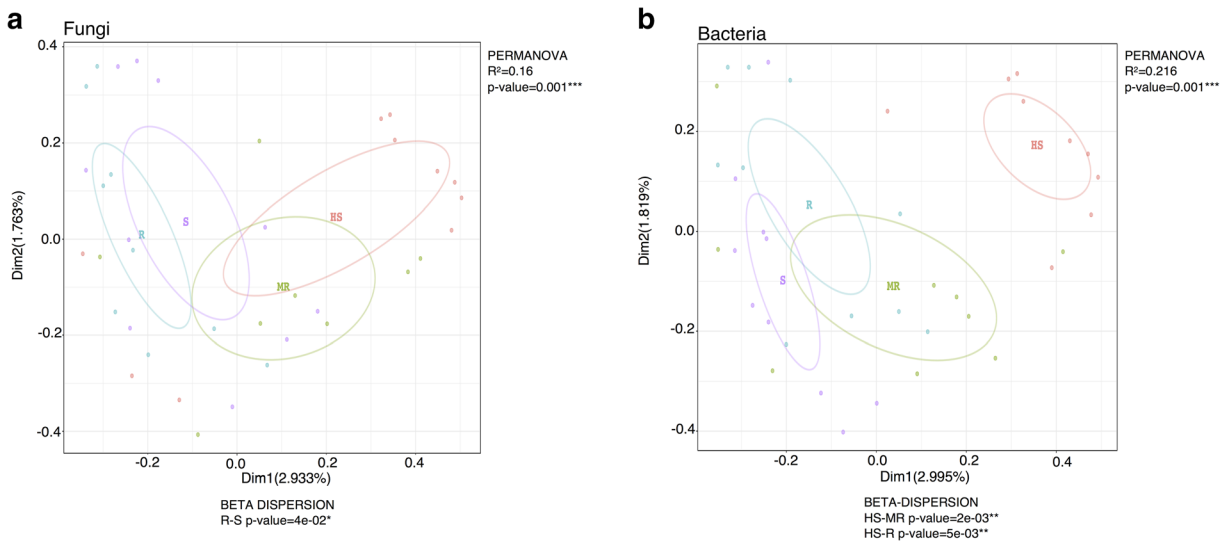 a
Fungi
0.4
0.2
0.0
-0.2
-0.4
Dim2(1.763%)
R
S
HS
MR
-0.2
0.0
0.2
0.4
Dim1(2.933%)
PERMANOVA
R²=0.16
p-value=0.001***
BETA DISPERSION
R-S p-value=4e-02*
b
Bacteria
0.2
0.0
-0.2
-0.4
Dim2(1.819%)
HS
R
S
MR
-0.2
0.0
0.2
0.4
Dim1(2.995%)
PERMANOVA
R²=0.216
p-value=0.001***
BETA-DISPERSION
HS-MR p-value=2e-03**
HS-R p-value=5e-03**